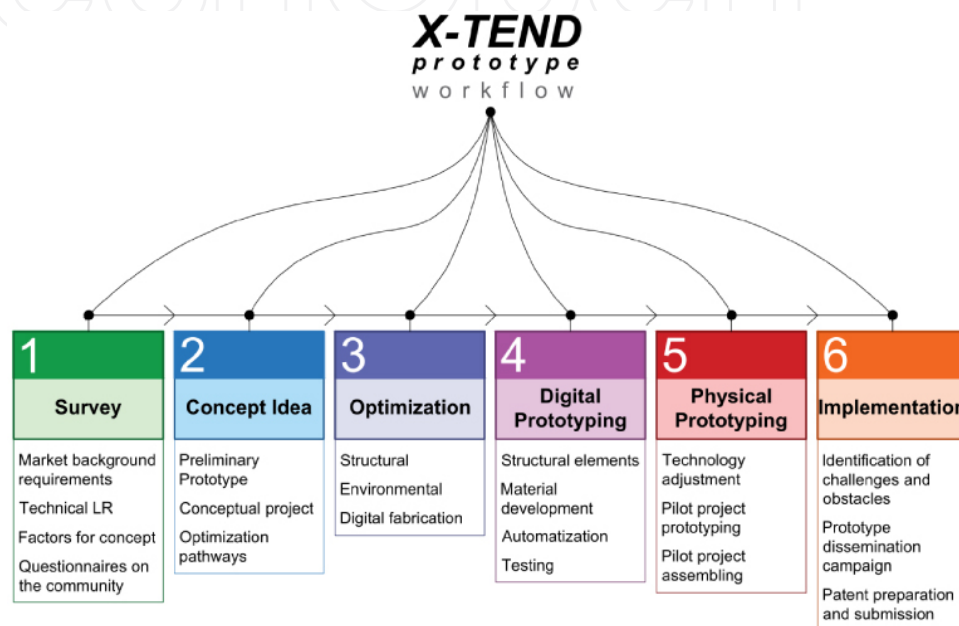 X-TEND
prototype
workflow
1
Survey
Market background
requirements
Technical LR
Factors for concept
Questionnaires on
the community
2
Concept Idea
Preliminary
Prototype
Conceptual project
Optimization
pathways
3
Optimization
Structural
Environmental
Digital fabrication
4
Digital
Prototyping
Structural elements
Material
development
Automatization
Testing
5
Physical
Prototyping
Technology
adjustment
Pilot project
prototyping
Pilot project
assembling
6
Implementation
Identification of
challenges and
obstacles
Prototype
dissemination
campaign
Patent preparation
and submission